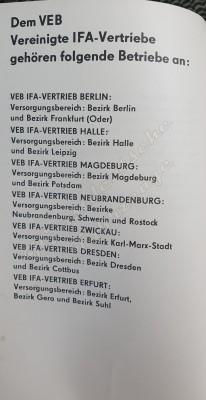 Dem VEB
Vereinigte IFA-Vertriebe
gehören folgende Betriebe an:
VEB IFA-VERTRIEB BERLIN:
Versorgungsbereich: Bezirk Berlin
und Bezirk Frankfurt (Oder)
VEB IFA-VERTRIEB HALLE:
Versorgungsbereich: Bezirk Halle
und Bezirk Leipzig
VEB IFA-VERTRIEB MAGDEBURG:
Versorgungsbereich: Bezirk Magdeburg
und Bezirk Potsdam
VEB IFA-VERTRIEB NEUBRANDENBURG:
Versorgungsbereich: Bezirke
Neubrandenburg, Schwerin und Rostock
VEB IFA-VERTRIEB ZWICKAU:
Versorgungsbereich: Bezirk Karl-Marx-Stadt
VEB IFA-VERTRIEB DRESDEN:
Versorgungsbereich: Bezirk Dresden
und Bezirk Cottbus
VEB IFA-VERTRIEB ERFURT:
Versorgungsbereich: Bezirk Erfurt,
Bezirk Gera und Bezirk Suhl